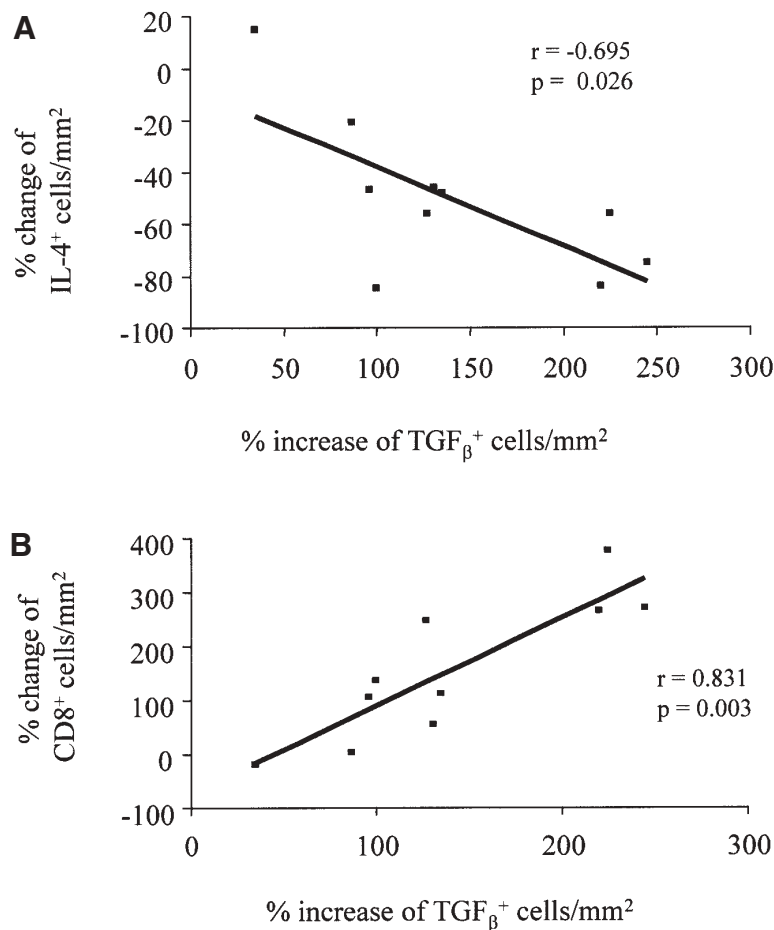 A
% change of
IL-4⁺ cells/mm²
20
0
-20
-40
-60
-80
-100
r = -0.695
p = 0.026
0 50 100 150 200 250 300
% increase of TGFᵦ⁺ cells/mm²
B
% change of
CD8⁺ cells/mm²
400
300
200
100
0
-100
r = 0.831
p = 0.003
0 100 200 300
% increase of TGFᵦ⁺ cells/mm²